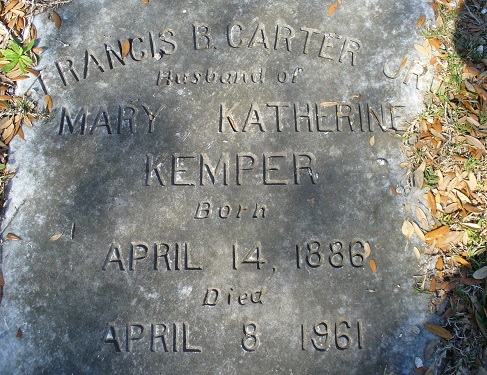 FRANCIS B. CARTER JR.
Husband of
MARY KATHERINE
KEMPER
Born
APRIL 14, 1886
Died
APRIL 8 1961